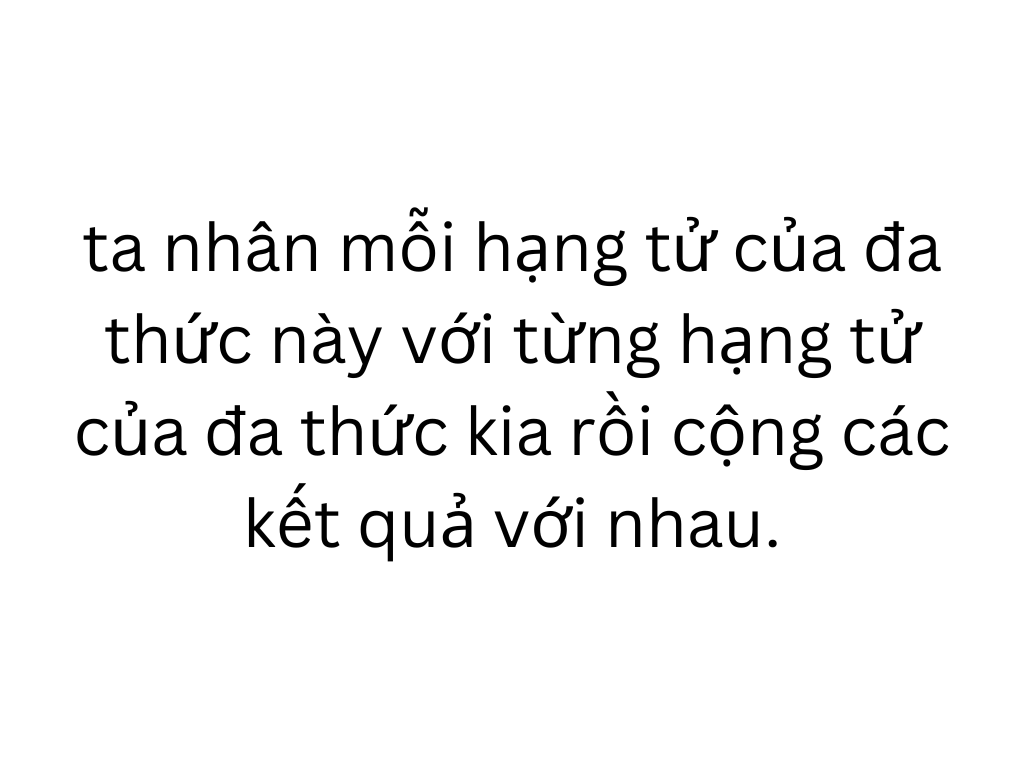 ta nhân mỗi hạng tử của đa
thức này với từng hạng tử
của đa thức kia rồi cộng các
kết quả với nhau.